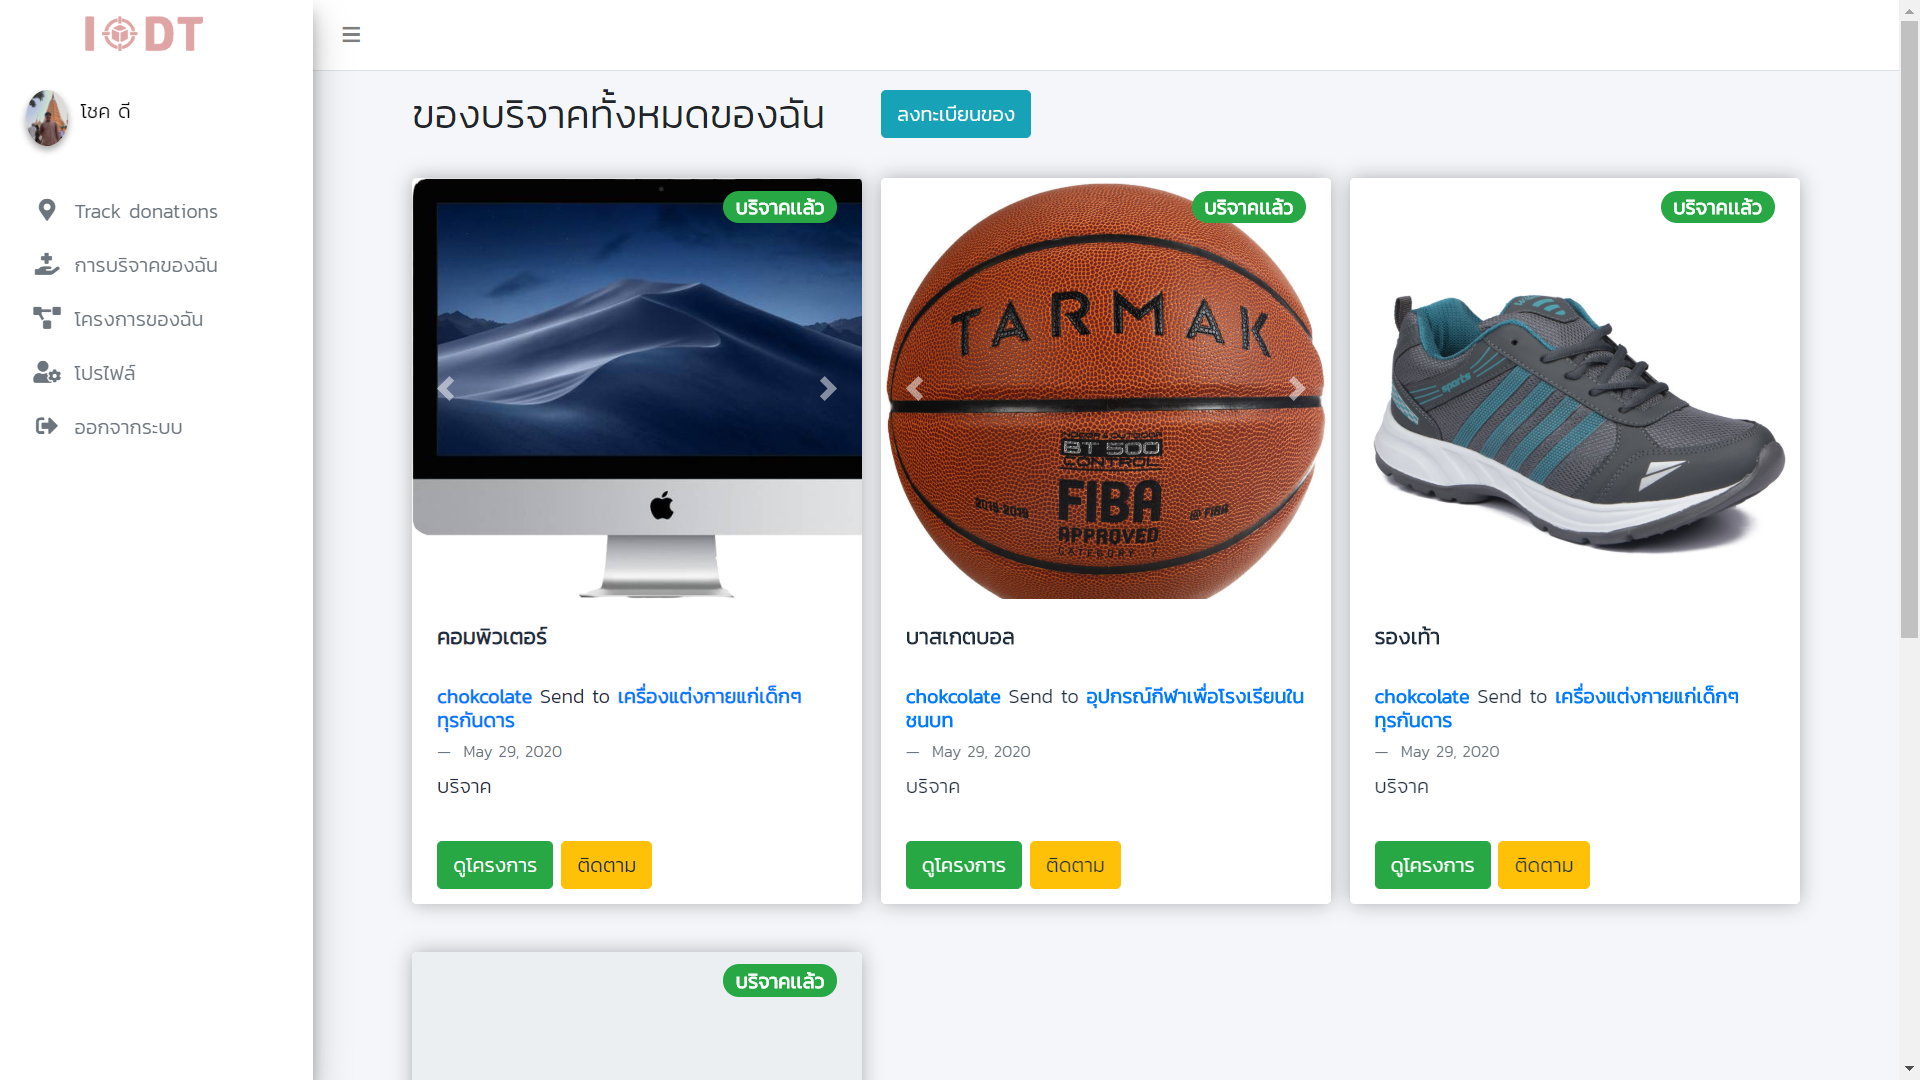 I DT
โชค ดี
Track donations
การบริจาคของฉัน
โครงการของฉัน
โปรไฟล์
ออกจากระบบ
ของบริจาคทั้งหมดของฉัน
ลงทะเบียนของ
บริจาคแล้ว
คอมพิวเตอร์
chokcolate Send to เครื่องแต่งกายแก่เด็กๆ
ทุรกันดาร
— May 29, 2020
บริจาค
ดูโครงการ ติดตาม
บริจาคแล้ว
TARMAK
BT 500
CONTROL
FIBA
APPROVED
CATEGORY 7
2018-2019
@ FIBA
บาสเกตบอล
chokcolate Send to อุปกรณ์กีฬาเพื่อโรงเรียนใน
ชนบท
— May 29, 2020
บริจาค
ดูโครงการ ติดตาม
บริจาคแล้ว
sports
รองเท้า
chokcolate Send to เครื่องแต่งกายแก่เด็กๆ
ทุรกันดาร
— May 29, 2020
บริจาค
ดูโครงการ ติดตาม
บริจาคแล้ว